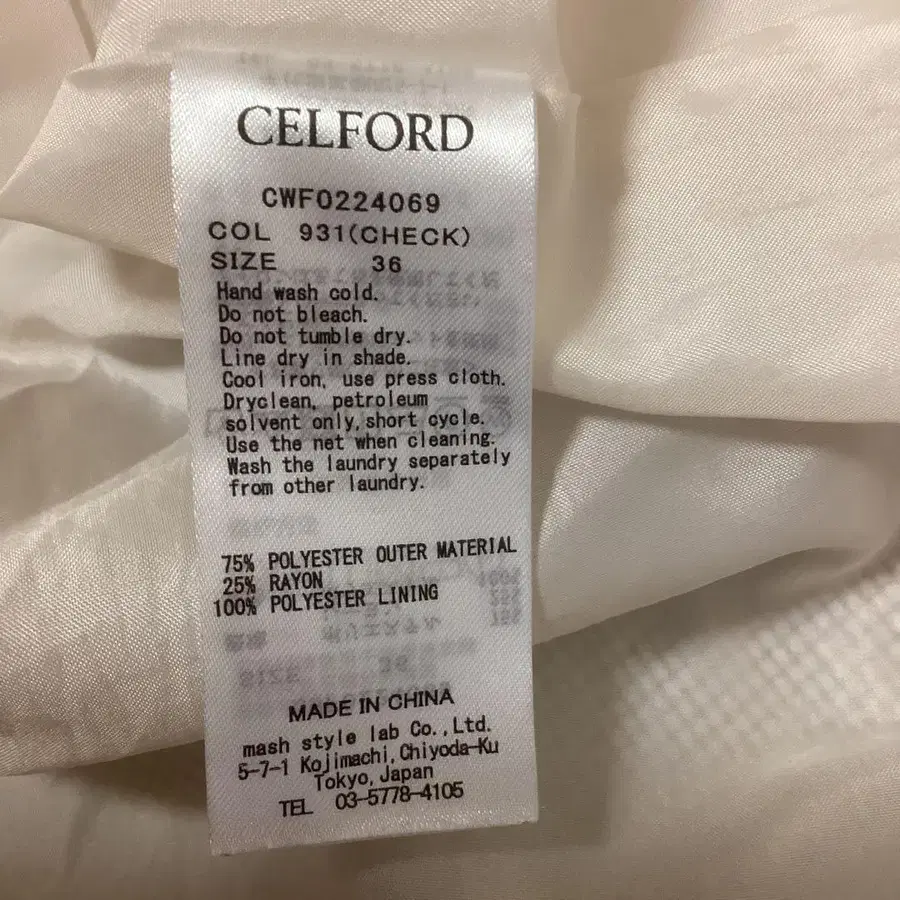 CELFORD
CWF0224069
COL 931(CHECK)
SIZE 36
Hand wash cold.
Do not bleach.
Do not tumble dry.
Line dry in shade.
Cool iron, use press cloth.
Dryclean, petroleum
solvent only,short cycle.
Use the net when cleaning.
Wash the laundry separately
from other laundry.
75% POLYESTER OUTER MATERIAL
25% RAYON
100% POLYESTER LINING
MADE IN CHINA
mash style lab Co.,Ltd.
5-7-1 Kojimachi,Chiyoda-Ku
Tokyo,Japan
TEL 03-5778-4105